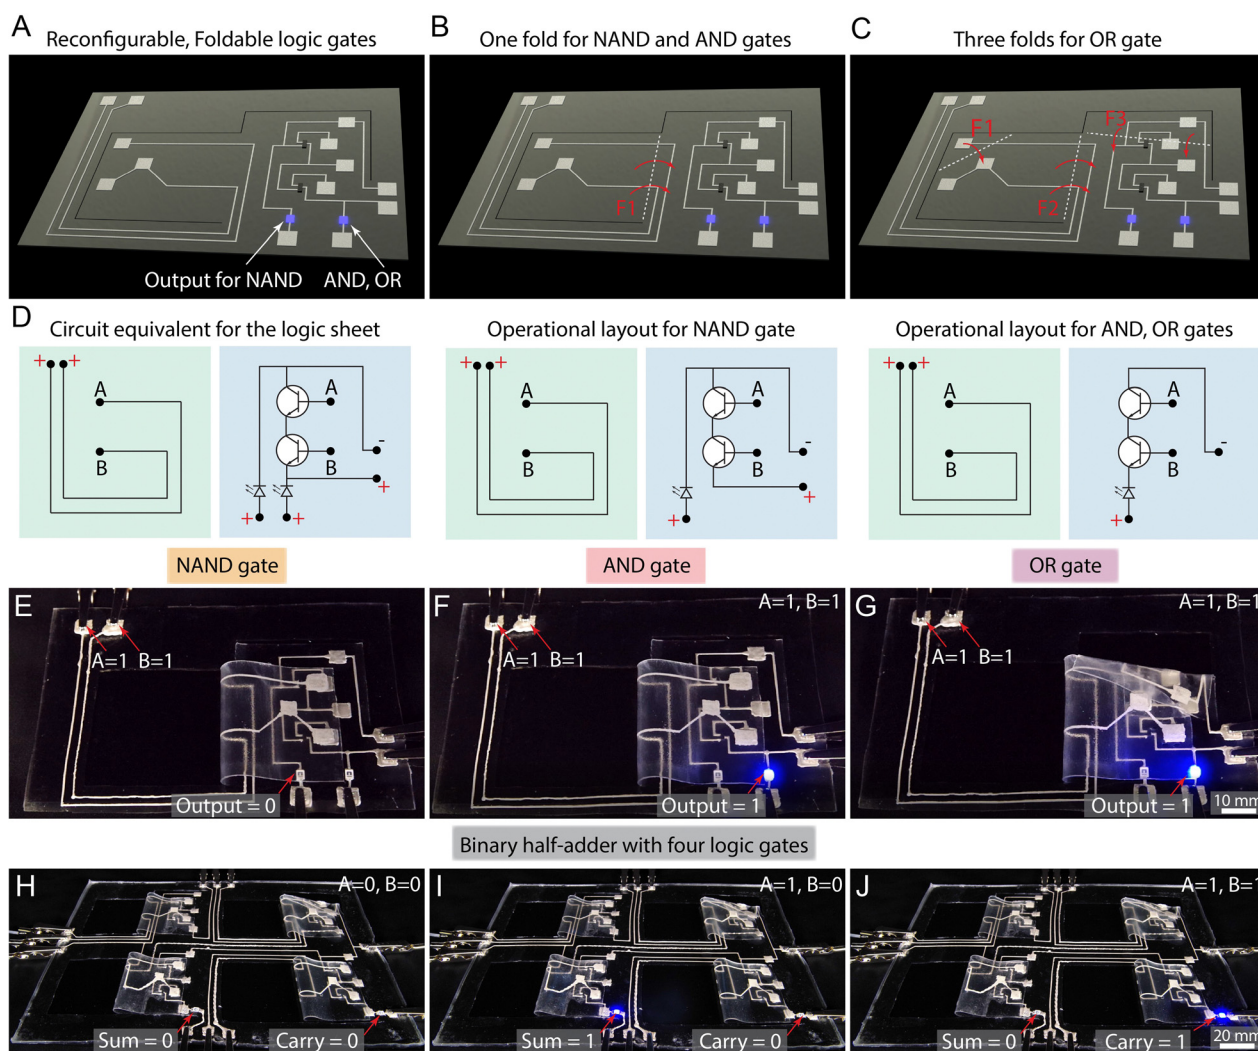 A
Reconfigurable, Foldable logic gates
B
One fold for NAND and AND gates
C
Three folds for OR gate
F1
F1
F2
F3
Output for NAND
AND, OR
D
Circuit equivalent for the logic sheet
Operational layout for NAND gate
Operational layout for AND, OR gates
+ +
A
B
A
B
-
+
+ +
+ +
A
B
A
B
-
+
+
+ +
A
B
A
B
-
+
NAND gate
AND gate
OR gate
E
A=1 B=1
Output = 0
F
A=1, B=1
A=1 B=1
Output = 1
G
A=1, B=1
A=1 B=1
Output = 1
10 mm
Binary half-adder with four logic gates
H
A=0, B=0
Sum = 0
Carry = 0
I
A=1, B=0
Sum = 1
Carry = 0
J
A=1, B=1
Sum = 0
Carry = 1
20 mm